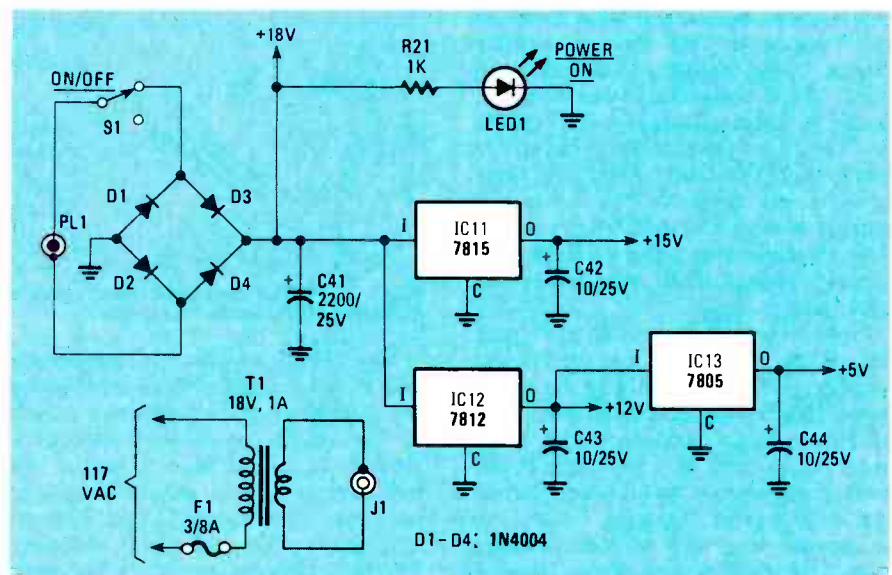 +18V
R21
1K
POWER
ON
LED1
ON/OFF
S1
D1
D3
PL1
D2
D4
I
IC11
7815
O
+15V
C
+
C41
2200/
25V
+
C42
10/25V
I
IC12
7812
O
+12V
C
+
C43
10/25V
I
IC13
7805
O
+5V
C
+
C44
10/25V
T1
18V, 1A
117
VAC
F1
3/8A
J1
D1-D4: 1N4004